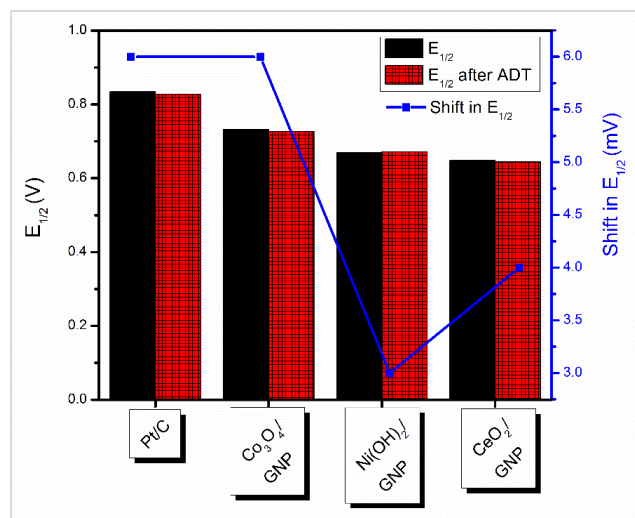 E1/2
E1/2 after ADT
Shift in E1/2
E1/2 (V)
1.0
0.8
0.6
0.4
0.2
0.0
6.0
5.5
5.0
4.5
4.0
3.5
3.0
Shift in E1/2 (mV)
Pt/C
Co3O4/
GNP
Ni(OH)2/
GNP
CeO2/
GNP